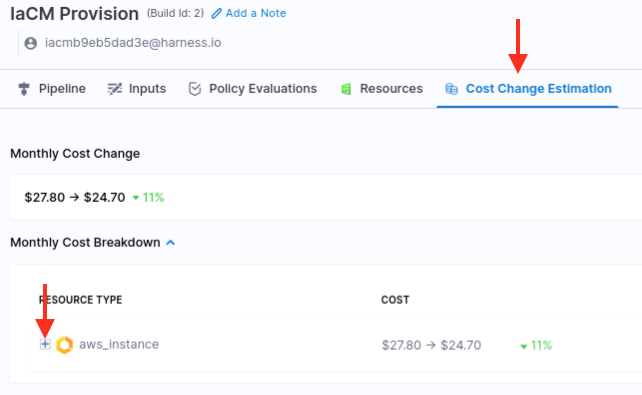 IaCM Provision (Build Id: 2) Add a Note
iacmb9eb5dad3e@harness.io
Pipeline Inputs Policy Evaluations Resources Cost Change Estimation
Monthly Cost Change
$27.80 → $24.70 11%
Monthly Cost Breakdown
RESOURCE TYPE COST
aws_instance $27.80 → $24.70 11%